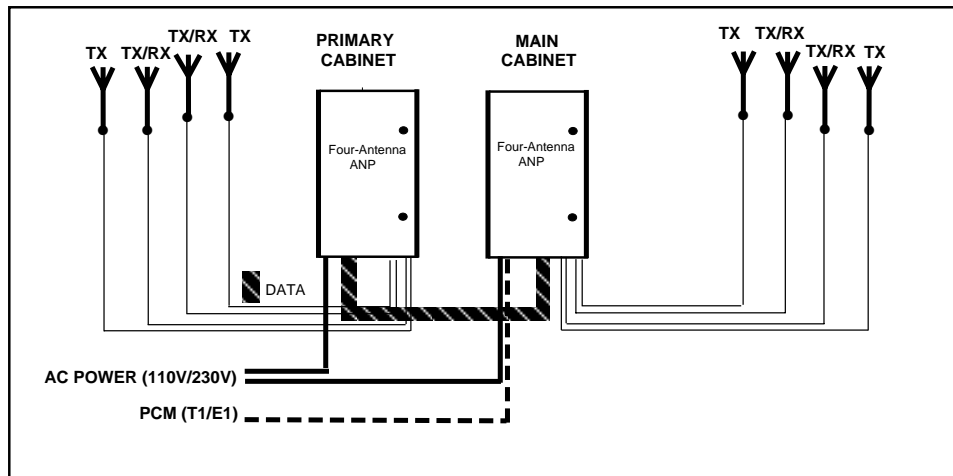 TX TX/RX TX/RX TX
PRIMARY
CABINET
MAIN
CABINET
TX TX/RX TX/RX TX
Four-Antenna
ANP
Four-Antenna
ANP
DATA
AC POWER (110V/230V)
PCM (T1/E1)